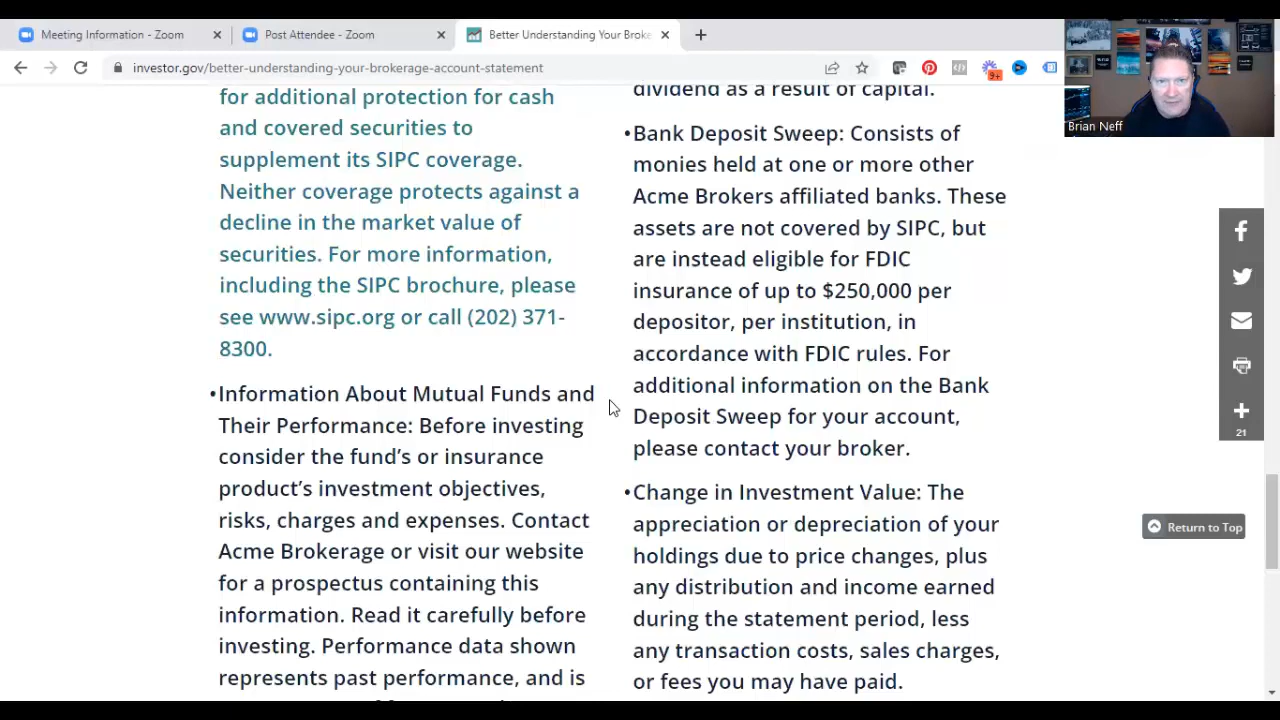 Meeting Information - Zoom
Post Attendee - Zoom
Better Understanding Your Broke
investor.gov/better-understanding-your-brokerage-account-statement
9+
Brian Neff
for additional protection for cash
and covered securities to
supplement its SIPC coverage.
Neither coverage protects against a
decline in the market value of
securities. For more information,
including the SIPC brochure, please
see www.sipc.org or call (202) 371-
8300.
•Information About Mutual Funds and
Their Performance: Before investing
consider the fund's or insurance
product's investment objectives,
risks, charges and expenses. Contact
Acme Brokerage or visit our website
for a prospectus containing this
information. Read it carefully before
investing. Performance data shown
represents past performance, and is
dividend as a result of capital.
•Bank Deposit Sweep: Consists of
monies held at one or more other
Acme Brokers affiliated banks. These
assets are not covered by SIPC, but
are instead eligible for FDIC
insurance of up to $250,000 per
depositor, per institution, in
accordance with FDIC rules. For
additional information on the Bank
Deposit Sweep for your account,
please contact your broker.
•Change in Investment Value: The
appreciation or depreciation of your
holdings due to price changes, plus
any distribution and income earned
during the statement period, less
any transaction costs, sales charges,
or fees you may have paid.
21
Return to Top